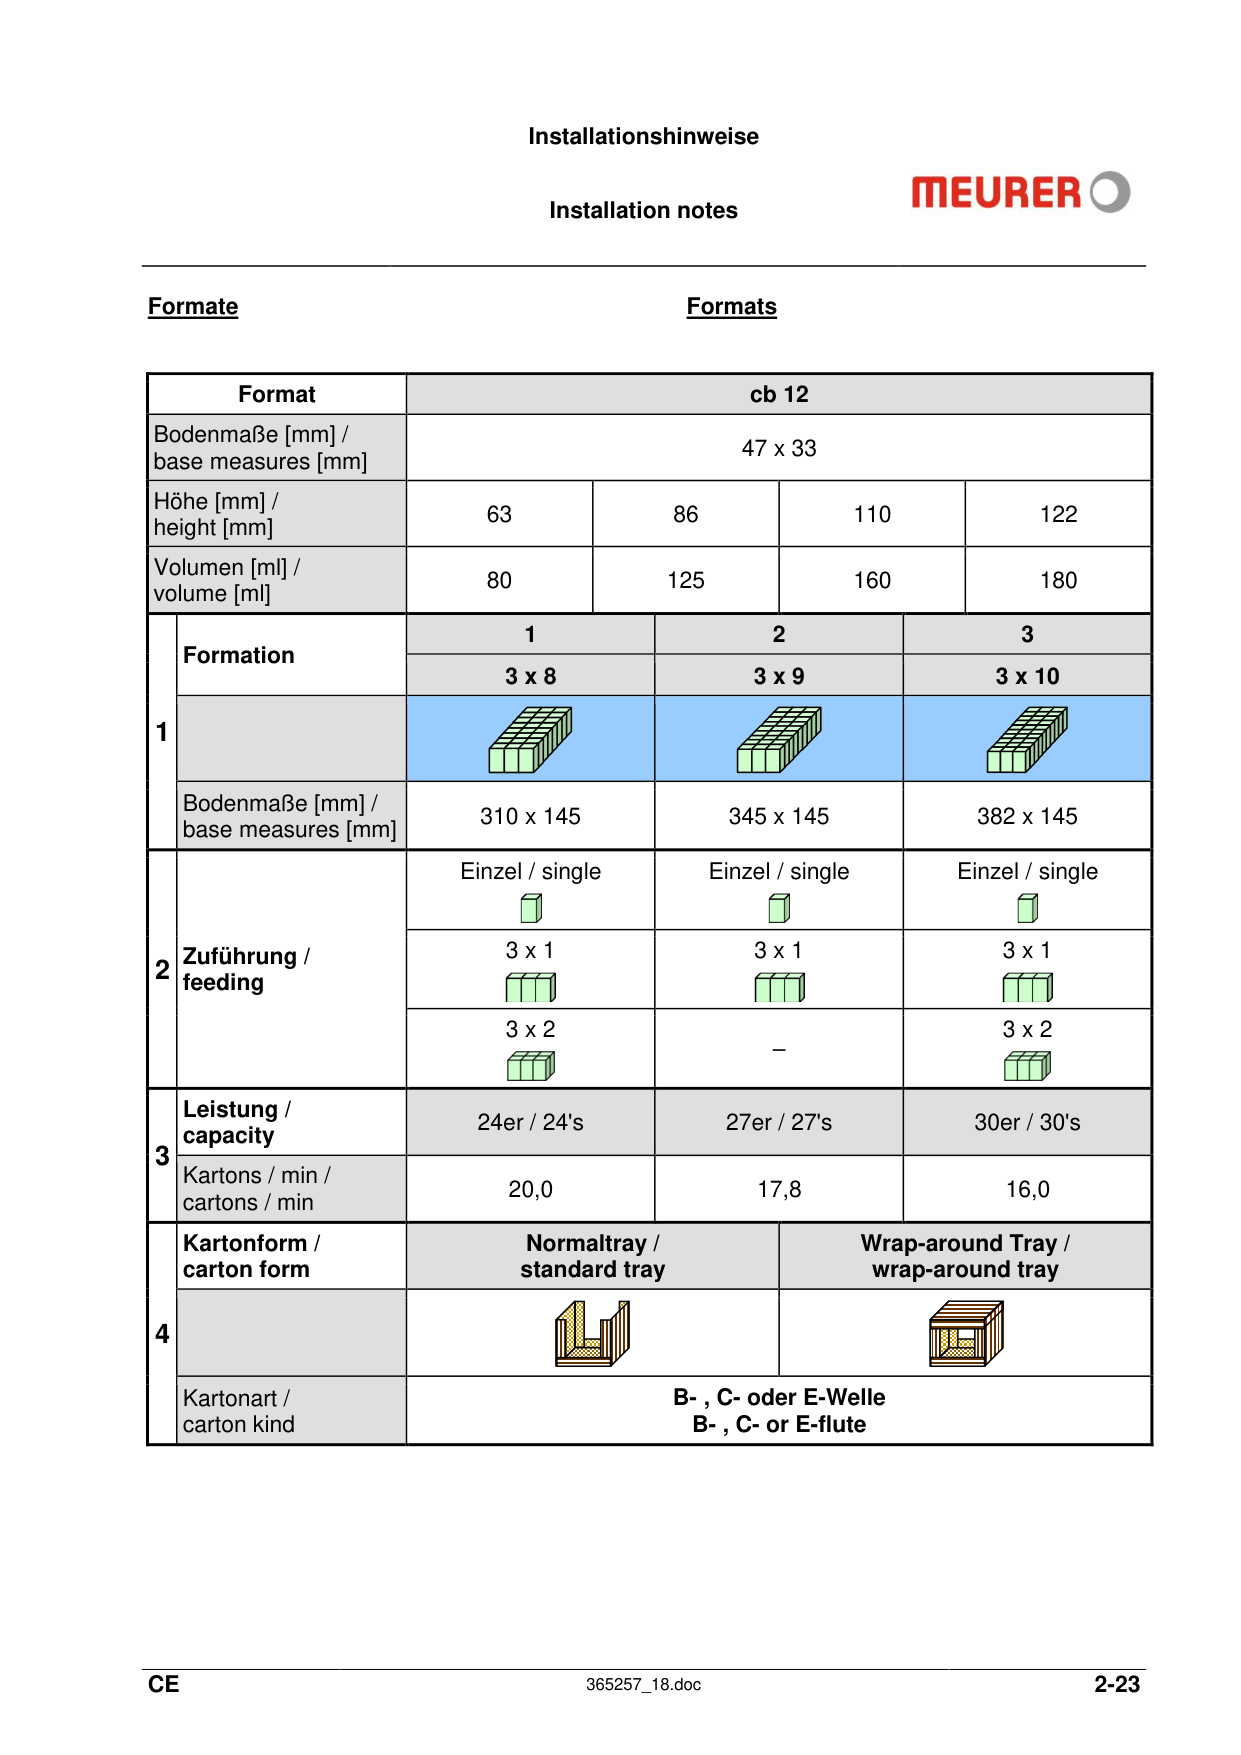 Installationshinweise
Installation notes
MEURER
Formate
Formats
Format
cb 12
Bodenmaße [mm] /
base measures [mm]
47 x 33
Höhe [mm] /
height [mm]
63
86
110
122
Volumen [ml] /
volume [ml]
80
125
160
180
1
Formation
1
2
3
3 x 8
3 x 9
3 x 10
Bodenmaße [mm] /
base measures [mm]
310 x 145
345 x 145
382 x 145
2
Zuführung /
feeding
Einzel / single
Einzel / single
Einzel / single
3 x 1
3 x 1
3 x 1
3 x 2
–
3 x 2
3
Leistung /
capacity
24er / 24's
27er / 27's
30er / 30's
Kartons / min /
cartons / min
20,0
17,8
16,0
4
Kartonform /
carton form
Normaltray /
standard tray
Wrap-around Tray /
wrap-around tray
Kartonart /
carton kind
B- , C- oder E-Welle
B- , C- or E-flute
CE
365257_18.doc
2-23